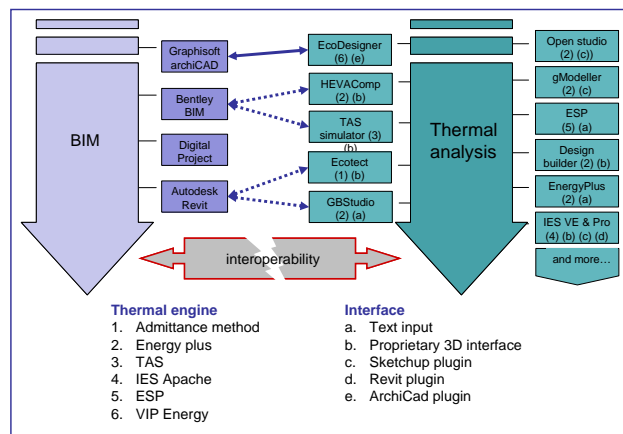 BIM
Graphisoft
archiCAD
Bentley
BIM
Digital
Project
Autodesk
Revit
EcoDesigner
(6) (e)
HEVAComp
(2) (b)
TAS
simulator (3)
(b)
Ecotect
(1) (b)
GBStudio
(2) (a)
Thermal
analysis
Open studio
(2) (c))
gModeller
(2) (c)
ESP
(5) (a)
Design
builder (2) (b)
EnergyPlus
(2) (a)
IES VE & Pro
(4) (b) (c) (d)
and more…
interoperability
Thermal engine
1. Admittance method
2. Energy plus
3. TAS
4. IES Apache
5. ESP
6. VIP Energy
Interface
a. Text input
b. Proprietary 3D interface
c. Sketchup plugin
d. Revit plugin
e. ArchiCad plugin